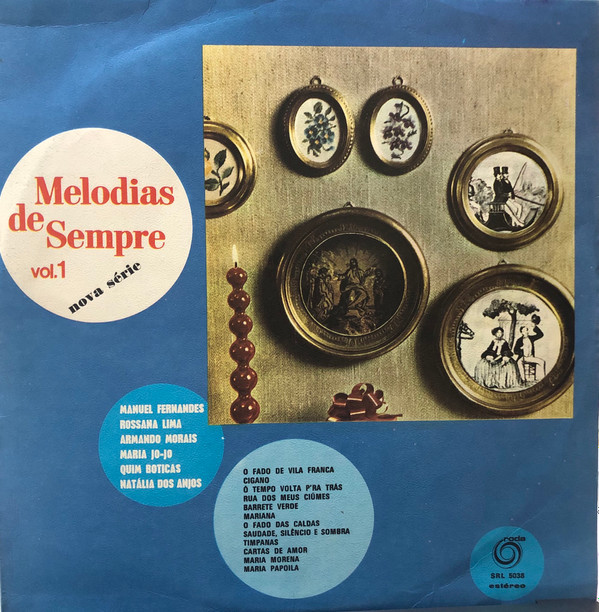 Melodias
de Sempre
vol.1
nova série
MANUEL FERNANDES
ROSSANA LIMA
ARMANDO MORAIS
MARIA JO-JO
QUIM BOTICAS
NATÁLIA DOS ANJOS
O FADO DE VILA FRANCA
CIGANO
Ó TEMPO VOLTA P'RA TRÁS
RUA DOS MEUS CIÚMES
BARRETE VERDE
MARIANA
O FADO DAS CALDAS
SAUDADE, SILÊNCIO E SOMBRA
TIMPANAS
CARTAS DE AMOR
MARIA MORENA
MARIA PAPOILA
roda
SRL 5038
estéreo